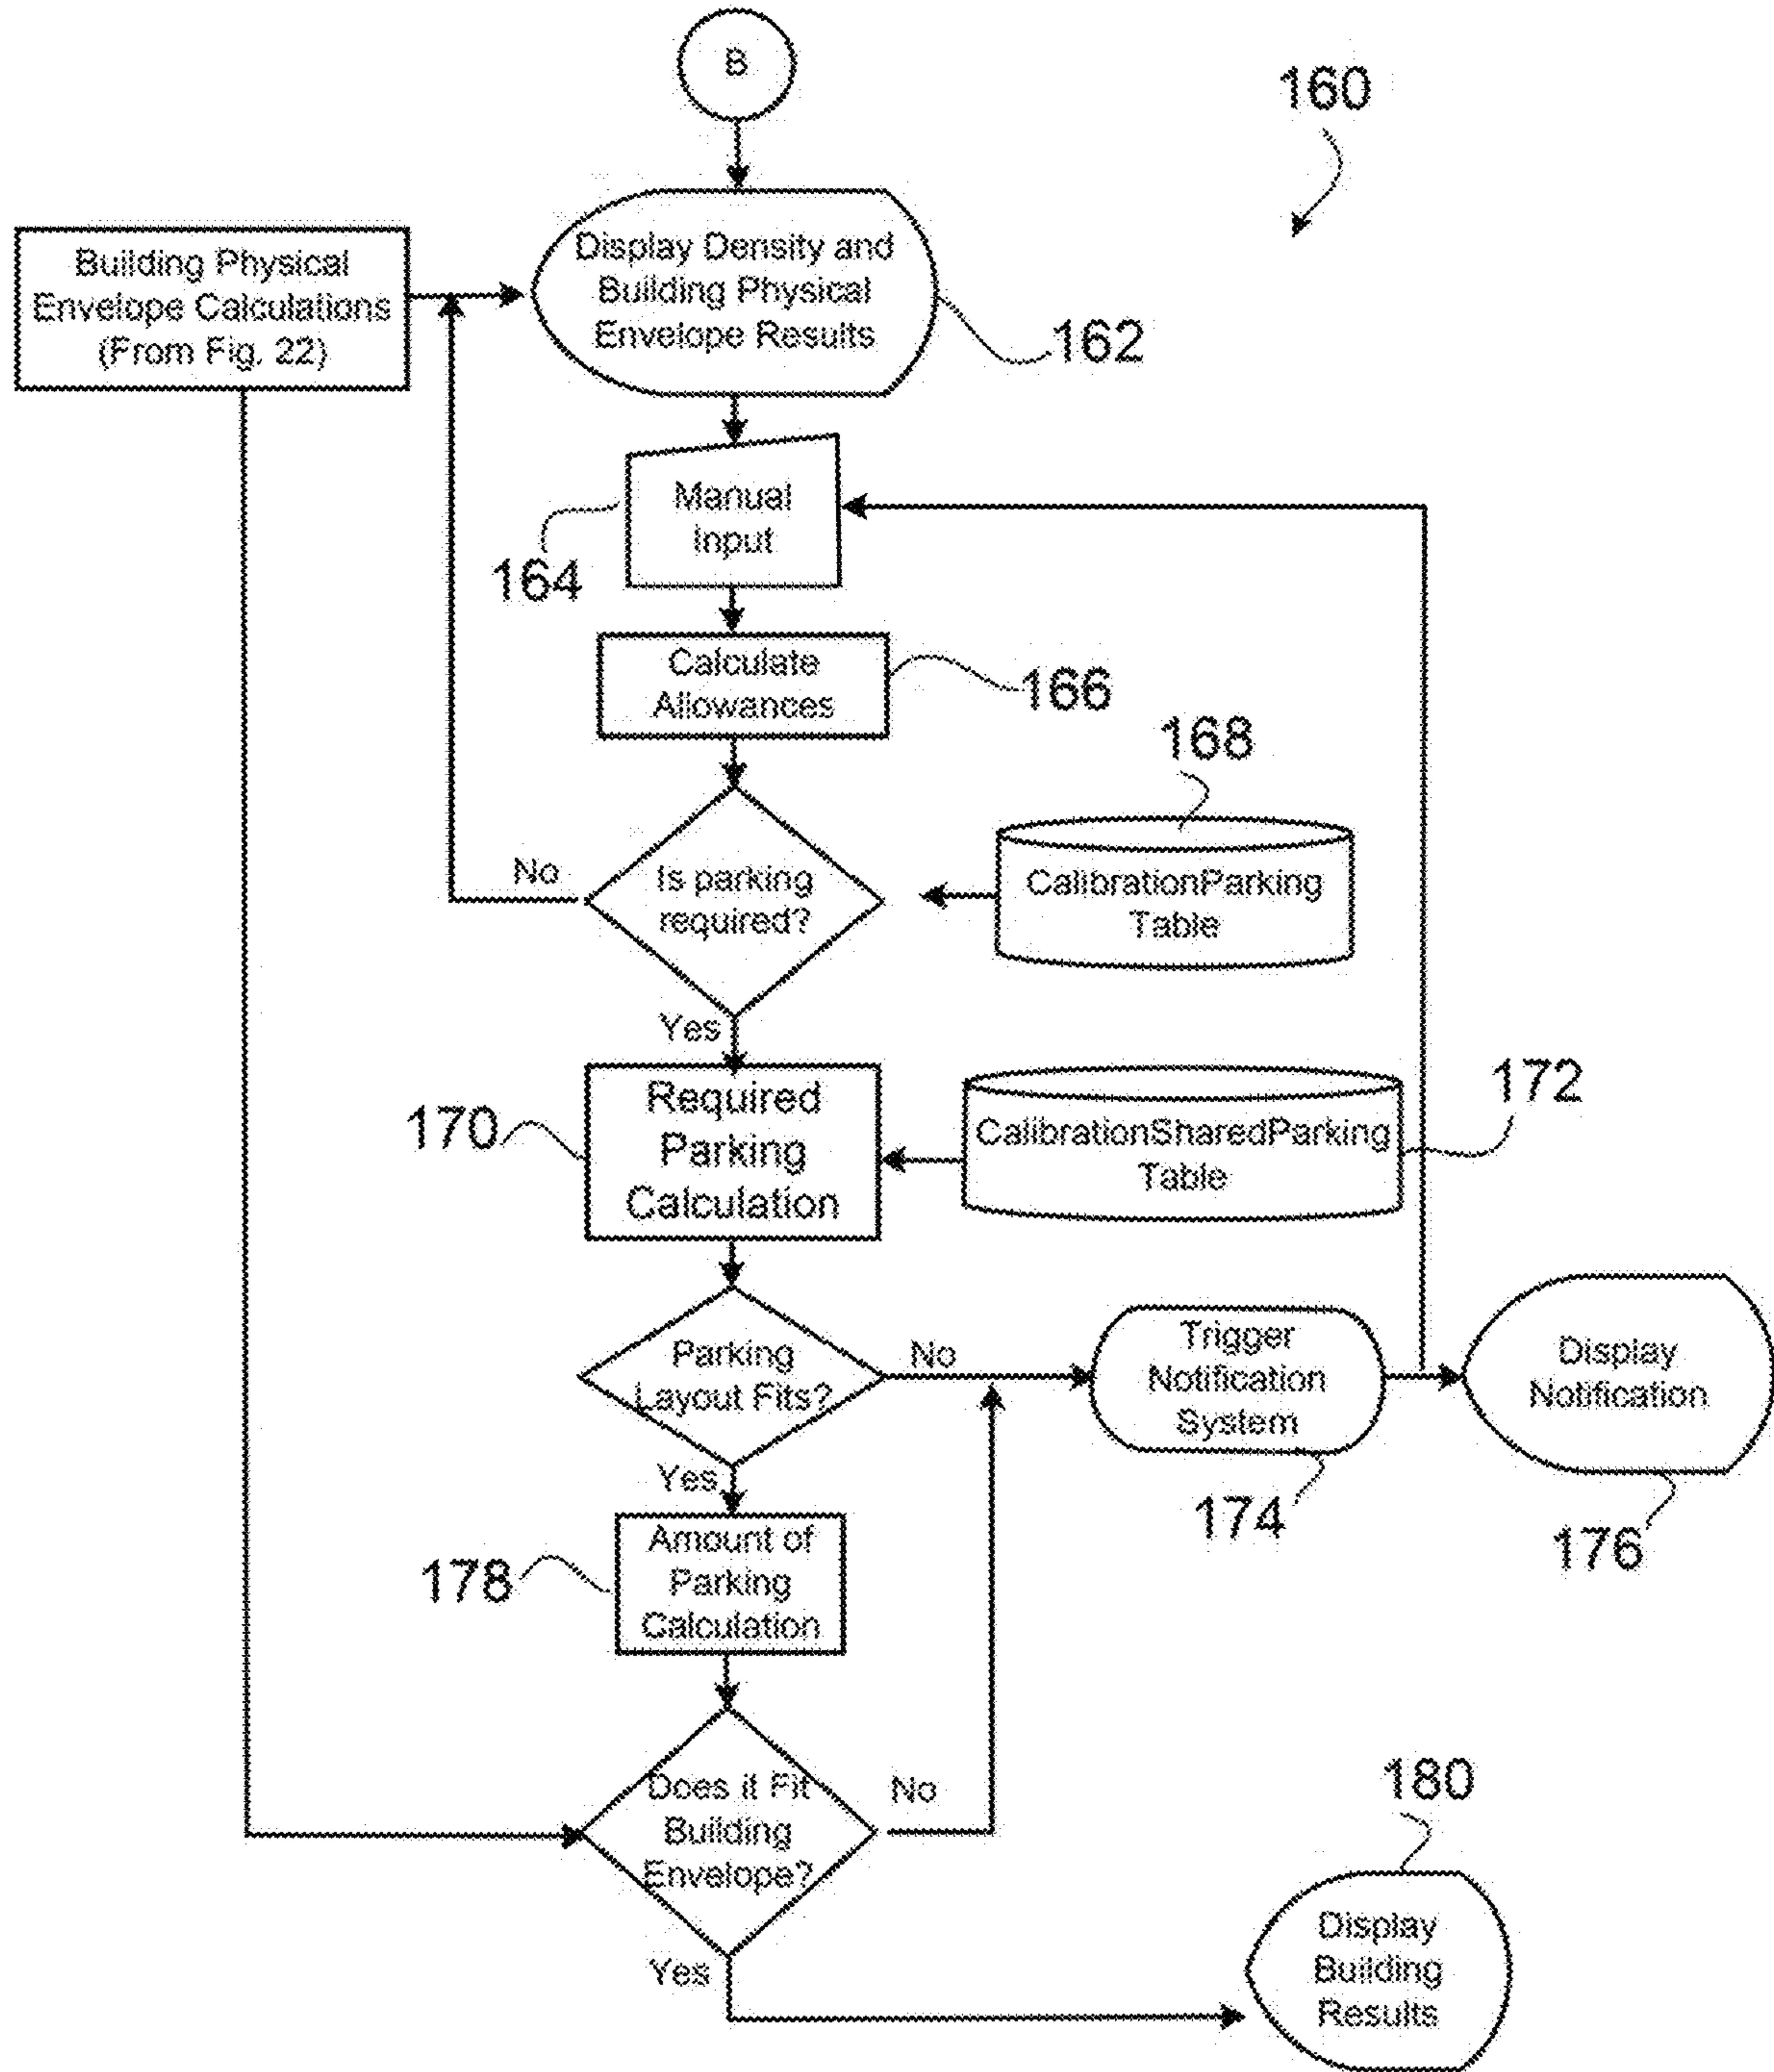 B
160
Building Physical
Envelope Calculations
(From Fig. 22)
Display Density and
Building Physical
Envelope Results
162
Manual
Input
164
Calculate
Allowances
166
168
No
Is parking
required?
CalibrationParking
Table
Yes
170
Required
Parking
Calculation
CalibrationSharedParking
Table
172
Parking
Layout Fits?
No
Trigger
Notification
System
Display
Notification
174
176
Yes
178
Amount of
Parking
Calculation
Does it Fit
Building
Envelope?
No
180
Yes
Display
Building
Results